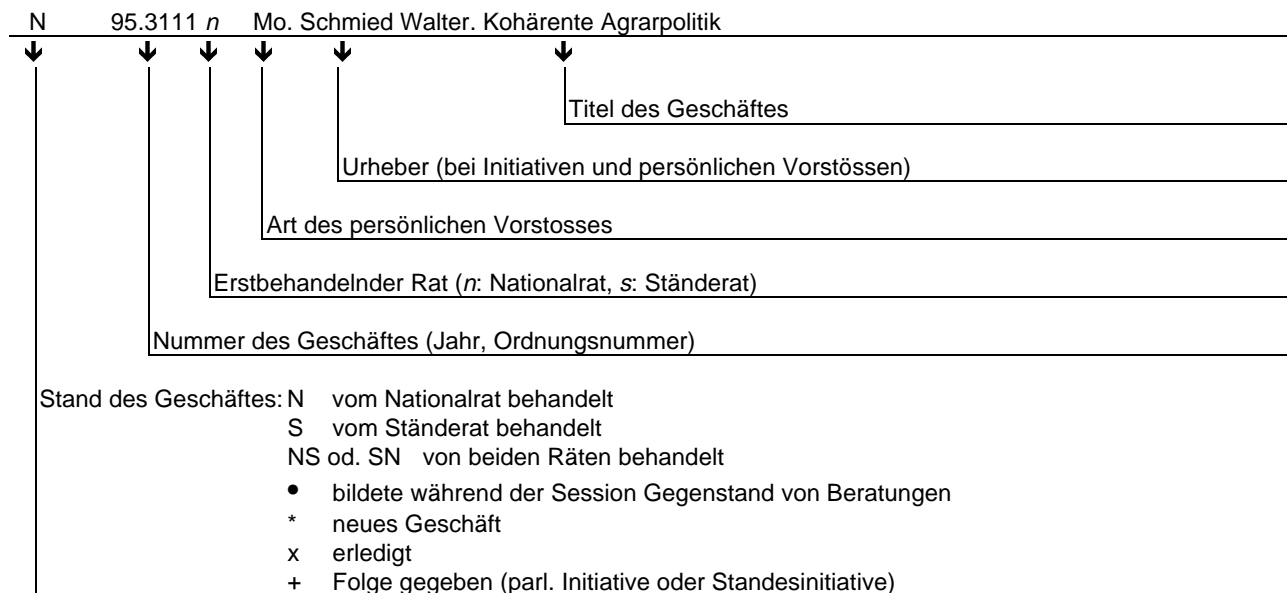 N 95.3111 n Mo. Schmied Walter. Kohärente Agrarpolitik
Titel des Geschäftes
Urheber (bei Initiativen und persönlichen Vorstössen)
Art des persönlichen Vorstosses
Erstbehandelnder Rat (n: Nationalrat, s: Ständerat)
Nummer des Geschäftes (Jahr, Ordnungsnummer)
Stand des Geschäftes: N vom Nationalrat behandelt
S vom Ständerat behandelt
NS od. SN von beiden Räten behandelt
• bildete während der Session Gegenstand von Beratungen
* neues Geschäft
x erledigt
+ Folge gegeben (parl. Initiative oder Standesinitiative)